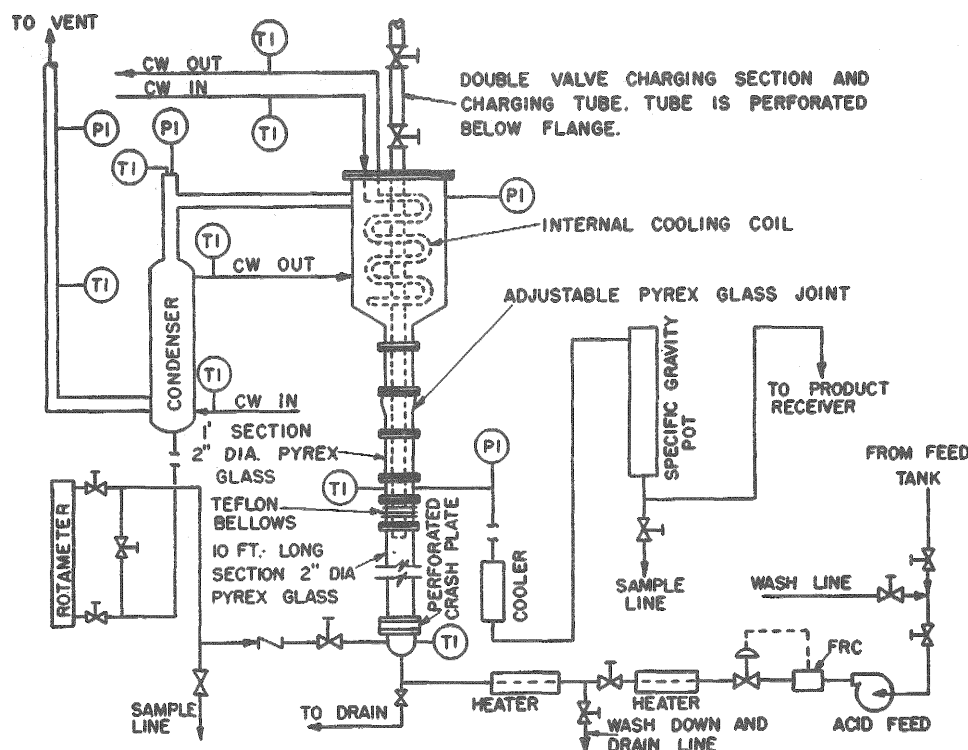 TO VENT
TI
CW OUT
CW IN
TI
DOUBLE VALVE CHARGING SECTION AND
CHARGING TUBE. TUBE IS PERFORATED
BELOW FLANGE.
PI
PI
TI
PI
INTERNAL COOLING COIL
TI
CW OUT
TI
ADJUSTABLE PYREX GLASS JOINT
CONDENSER
SPECIFIC GRAVITY
POT
TO PRODUCT
RECEIVER
TI
CW IN
1' SECTION
2" DIA. PYREX
GLASS
PI
FROM FEED
TANK
TI
TEFLON
BELLOWS
10 FT. LONG
SECTION 2" DIA
PYREX GLASS
PERFORATED
CRASH PLATE
COOLER
ROTAMETER
SAMPLE
LINE
WASH LINE
TI
FRC
HEATER
HEATER
ACID FEED
SAMPLE
LINE
TO DRAIN
WASH DOWN AND
DRAIN LINE